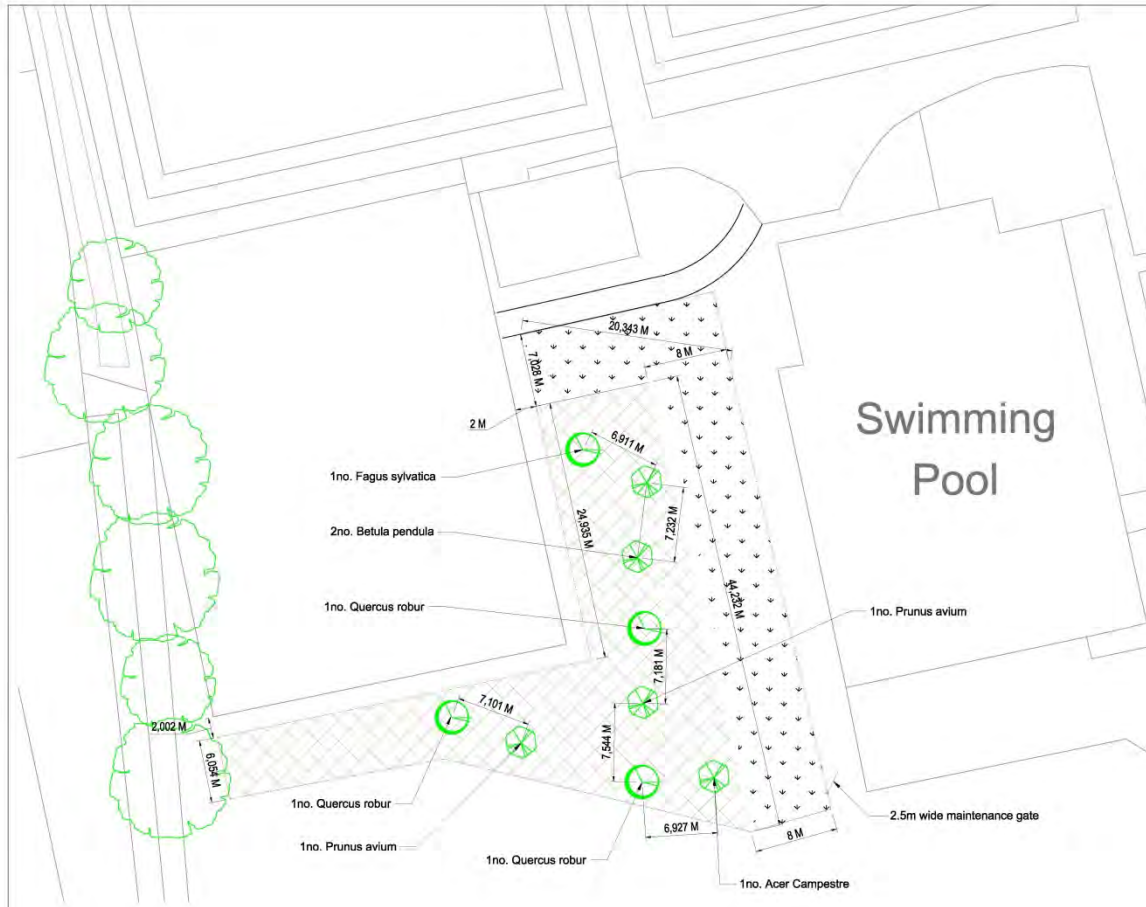 20,343 M
8 M
7,028 M
2 M
6,911 M
1no. Fagus sylvatica
Swimming
Pool
7,232 M
24,935 M
2no. Betula pendula
44,232 M
1no. Quercus robur
1no. Prunus avium
7,181 M
7,101 M
2,002 M
7,544 M
6,054 M
1no. Quercus robur
2.5m wide maintenance gate
6,927 M
8 M
1no. Prunus avium
1no. Quercus robur
1no. Acer Campestre